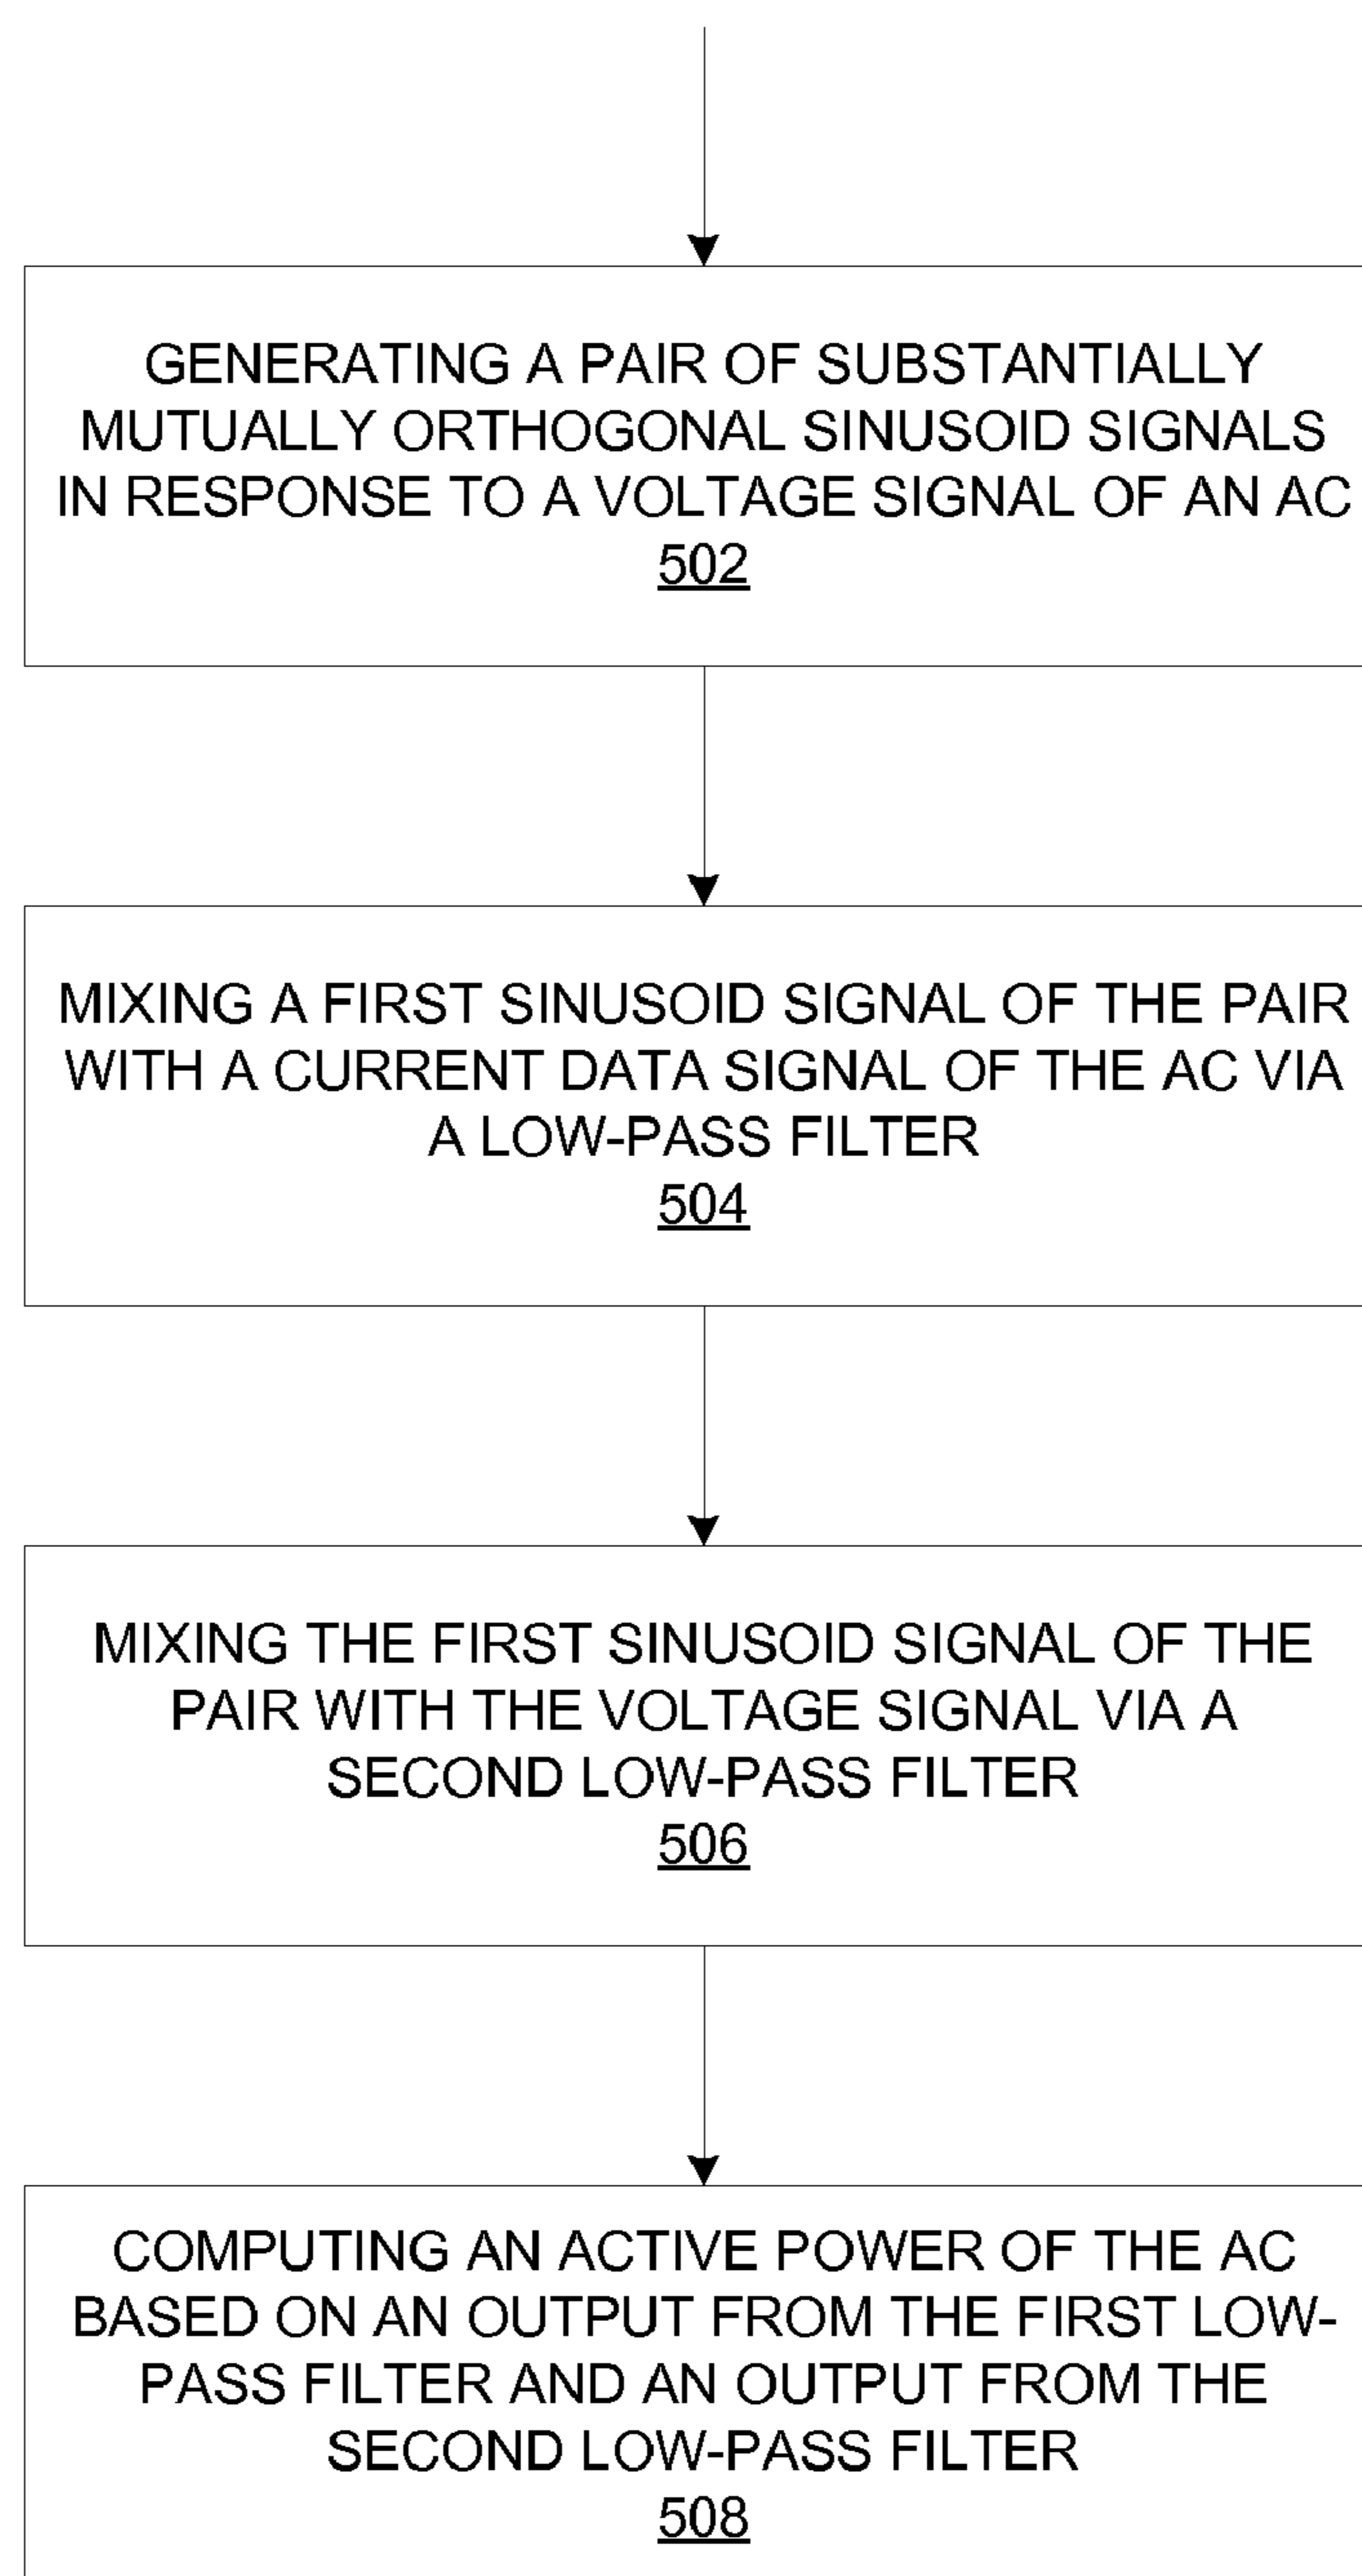 GENERATING A PAIR OF SUBSTANTIALLY
MUTUALLY ORTHOGONAL SINUSOID SIGNALS
IN RESPONSE TO A VOLTAGE SIGNAL OF AN AC
502
MIXING A FIRST SINUSOID SIGNAL OF THE PAIR
WITH A CURRENT DATA SIGNAL OF THE AC VIA
A LOW-PASS FILTER
504
MIXING THE FIRST SINUSOID SIGNAL OF THE
PAIR WITH THE VOLTAGE SIGNAL VIA A
SECOND LOW-PASS FILTER
506
COMPUTING AN ACTIVE POWER OF THE AC
BASED ON AN OUTPUT FROM THE FIRST LOW-
PASS FILTER AND AN OUTPUT FROM THE
SECOND LOW-PASS FILTER
508